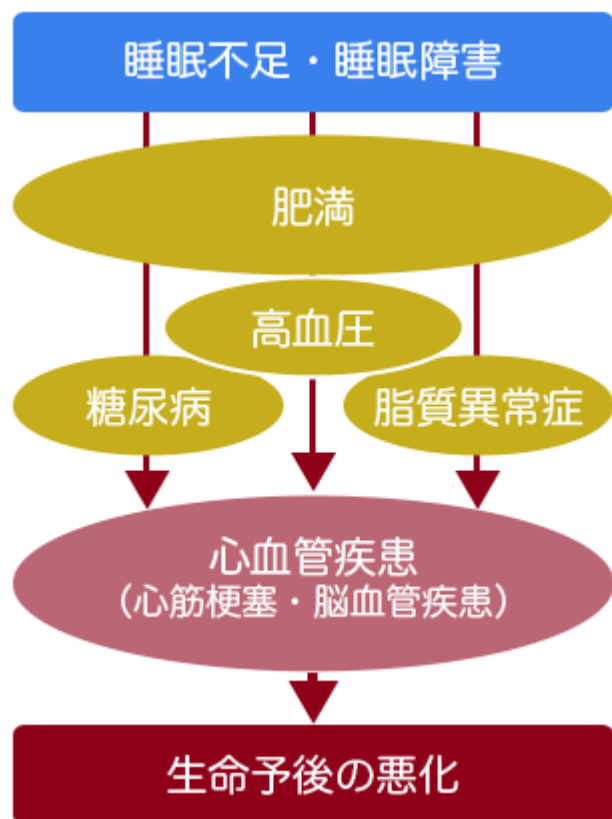 睡眠不足・睡眠障害
肥満
高血圧
糖尿病
脂質異常症
心血管疾患
（心筋梗塞・脳血管疾患）
生命予後の悪化